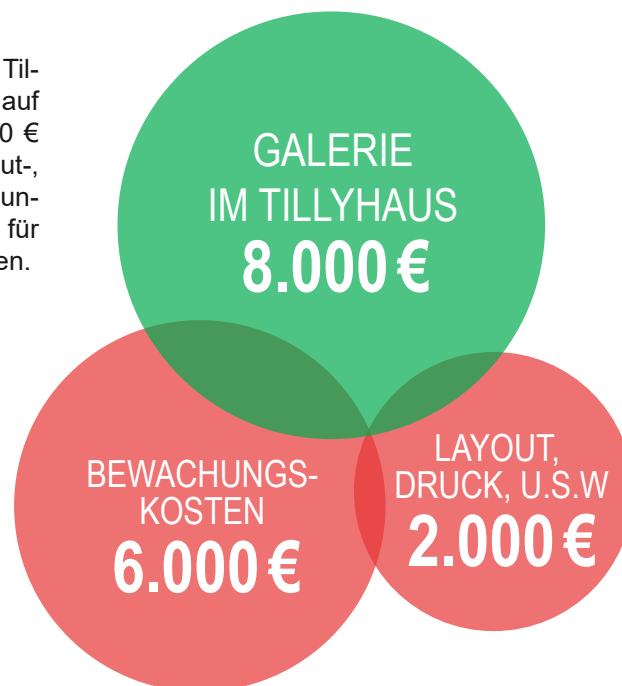 Til-
auf
0 €
ut-,
un-
für
en.
GALERIE
IM TILLYHAUS
8.000 €
BEWACHUNGS-
KOSTEN
6.000 €
LAYOUT,
DRUCK, U.S.W
2.000 €